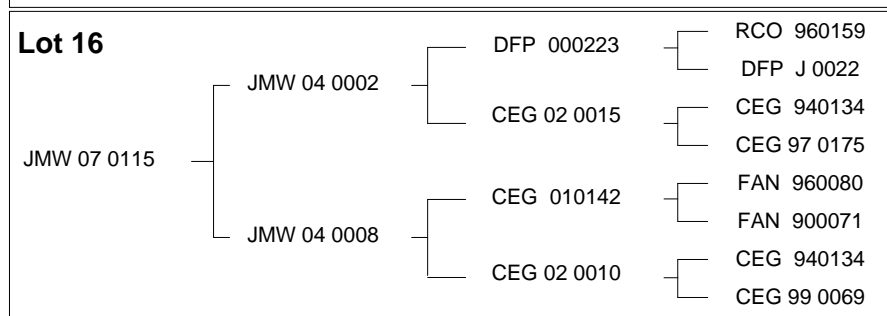 Lot 16
RCO 960159
DFP 000223
DFP J 0022
JMW 04 0002
CEG 940134
CEG 02 0015
CEG 97 0175
JMW 07 0115
FAN 960080
CEG 010142
FAN 900071
JMW 04 0008
CEG 940134
CEG 02 0010
CEG 99 0069